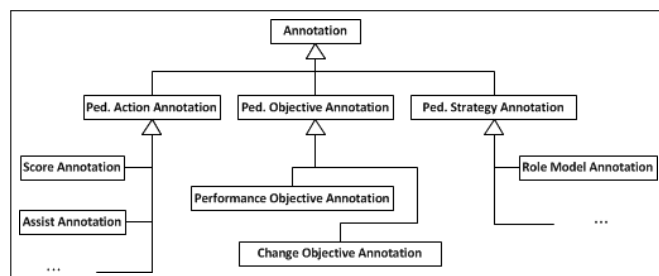 Annotation
Ped. Action Annotation
Ped. Objective Annotation
Ped. Strategy Annotation
Score Annotation
Role Model Annotation
Performance Objective Annotation
Assist Annotation
...
Change Objective Annotation
...